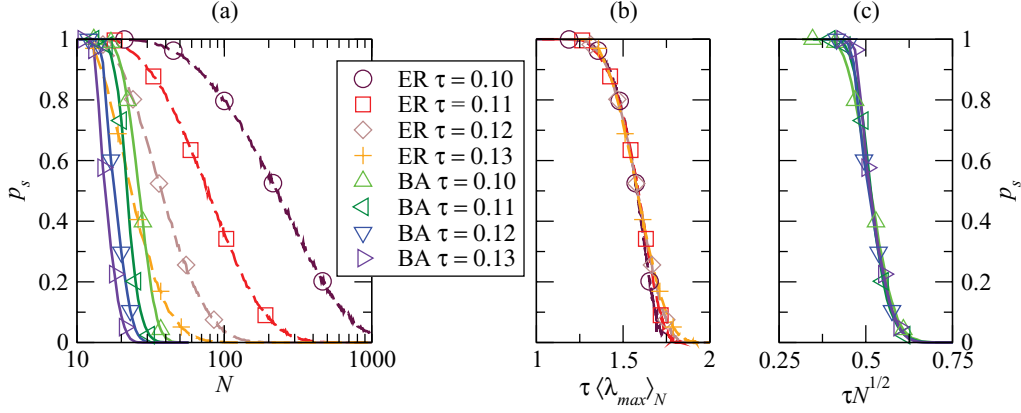 (a)
(b)
(c)
1
0.8
0.6
0.4
0.2
0
p_s
10
100
1000
N
ER τ = 0.10
ER τ = 0.11
ER τ = 0.12
ER τ = 0.13
BA τ = 0.10
BA τ = 0.11
BA τ = 0.12
BA τ = 0.13
1
1.5
2
τ ⟨λ_max⟩_N
0.25
0.5
0.75
τN^{1/2}
1
0.8
0.6
0.4
0.2
0
p_s